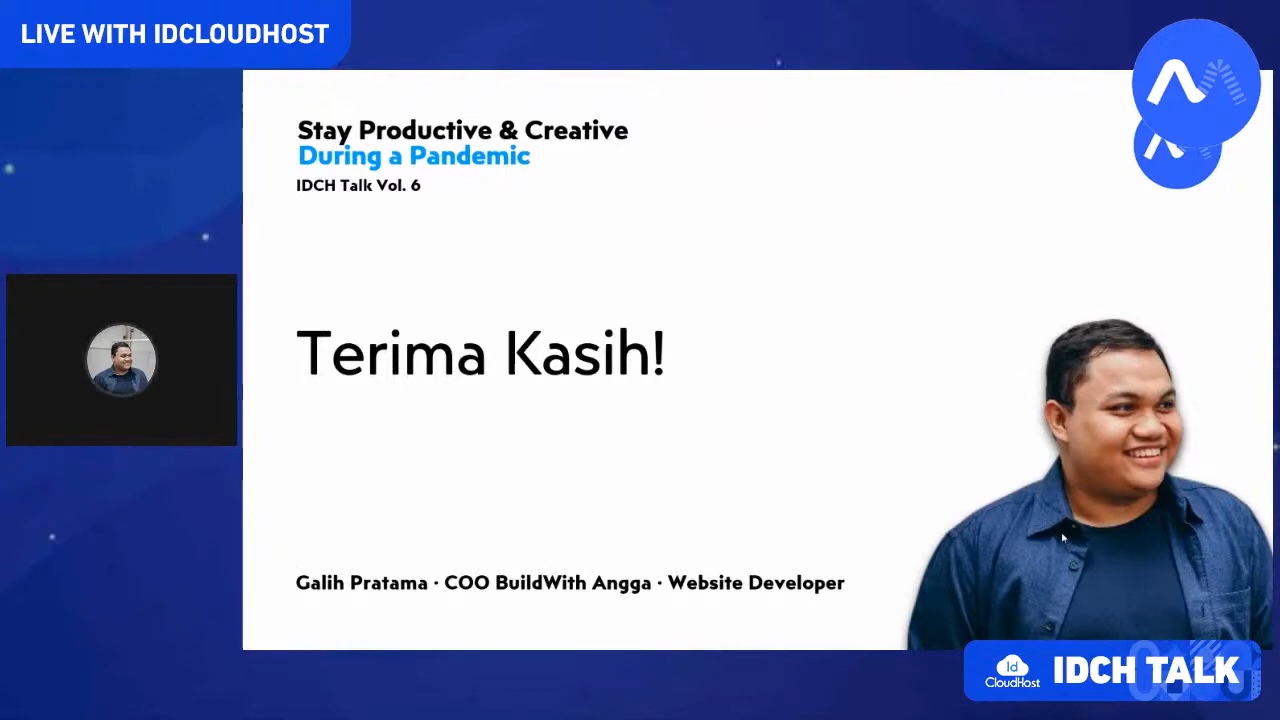 LIVE WITH IDCLOUDHOST
Stay Productive & Creative
During a Pandemic
IDCH Talk Vol. 6
Terima Kasih!
Galih Pratama · COO BuildWith Angga · Website Developer
Id
CloudHost
IDCH TALK